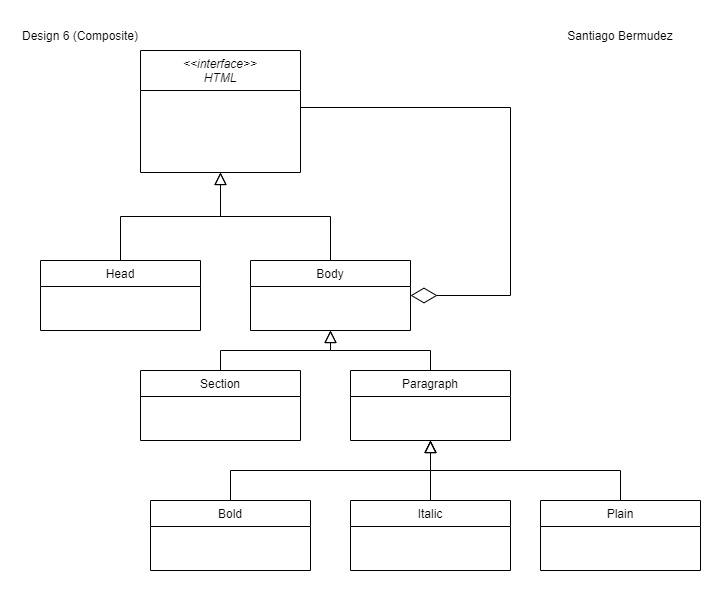 Design 6 (Composite)
Santiago Bermudez
<<interface>>
HTML
Head
Body
Section
Paragraph
Bold
Italic
Plain